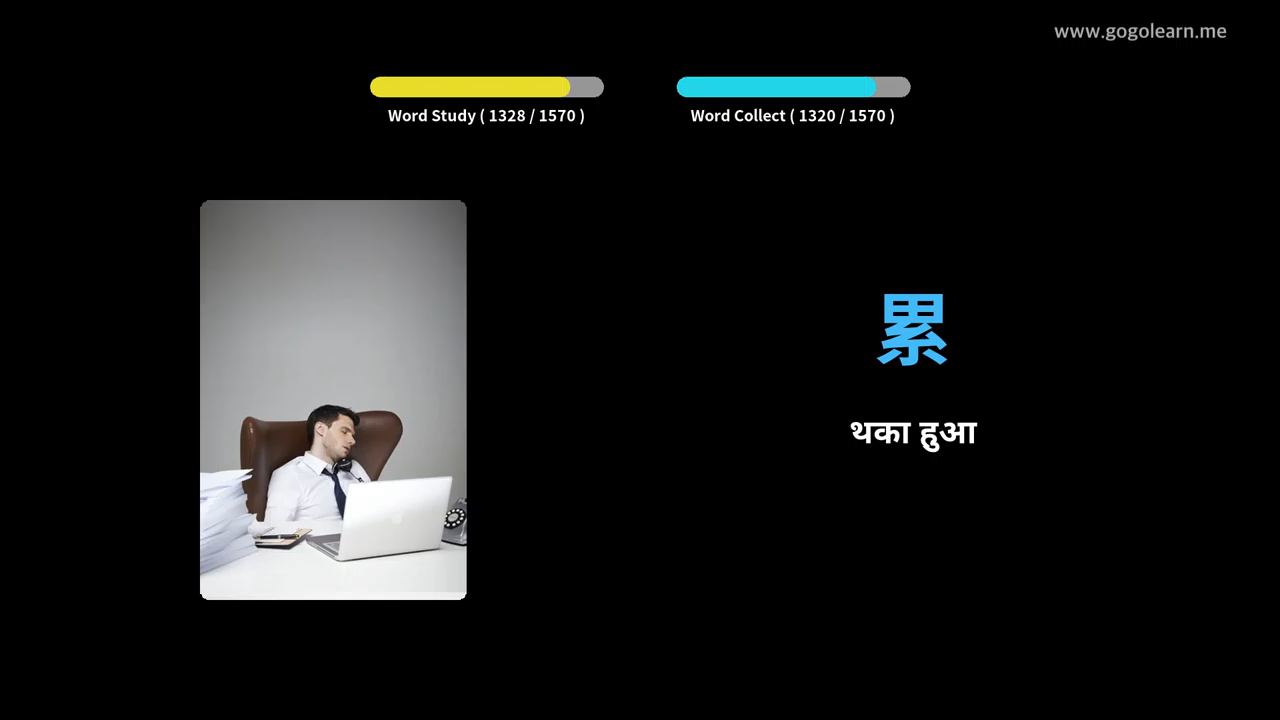 www.gogolearn.me
Word Study ( 1328 / 1570 )
Word Collect ( 1320 / 1570 )
累
थका हुआ